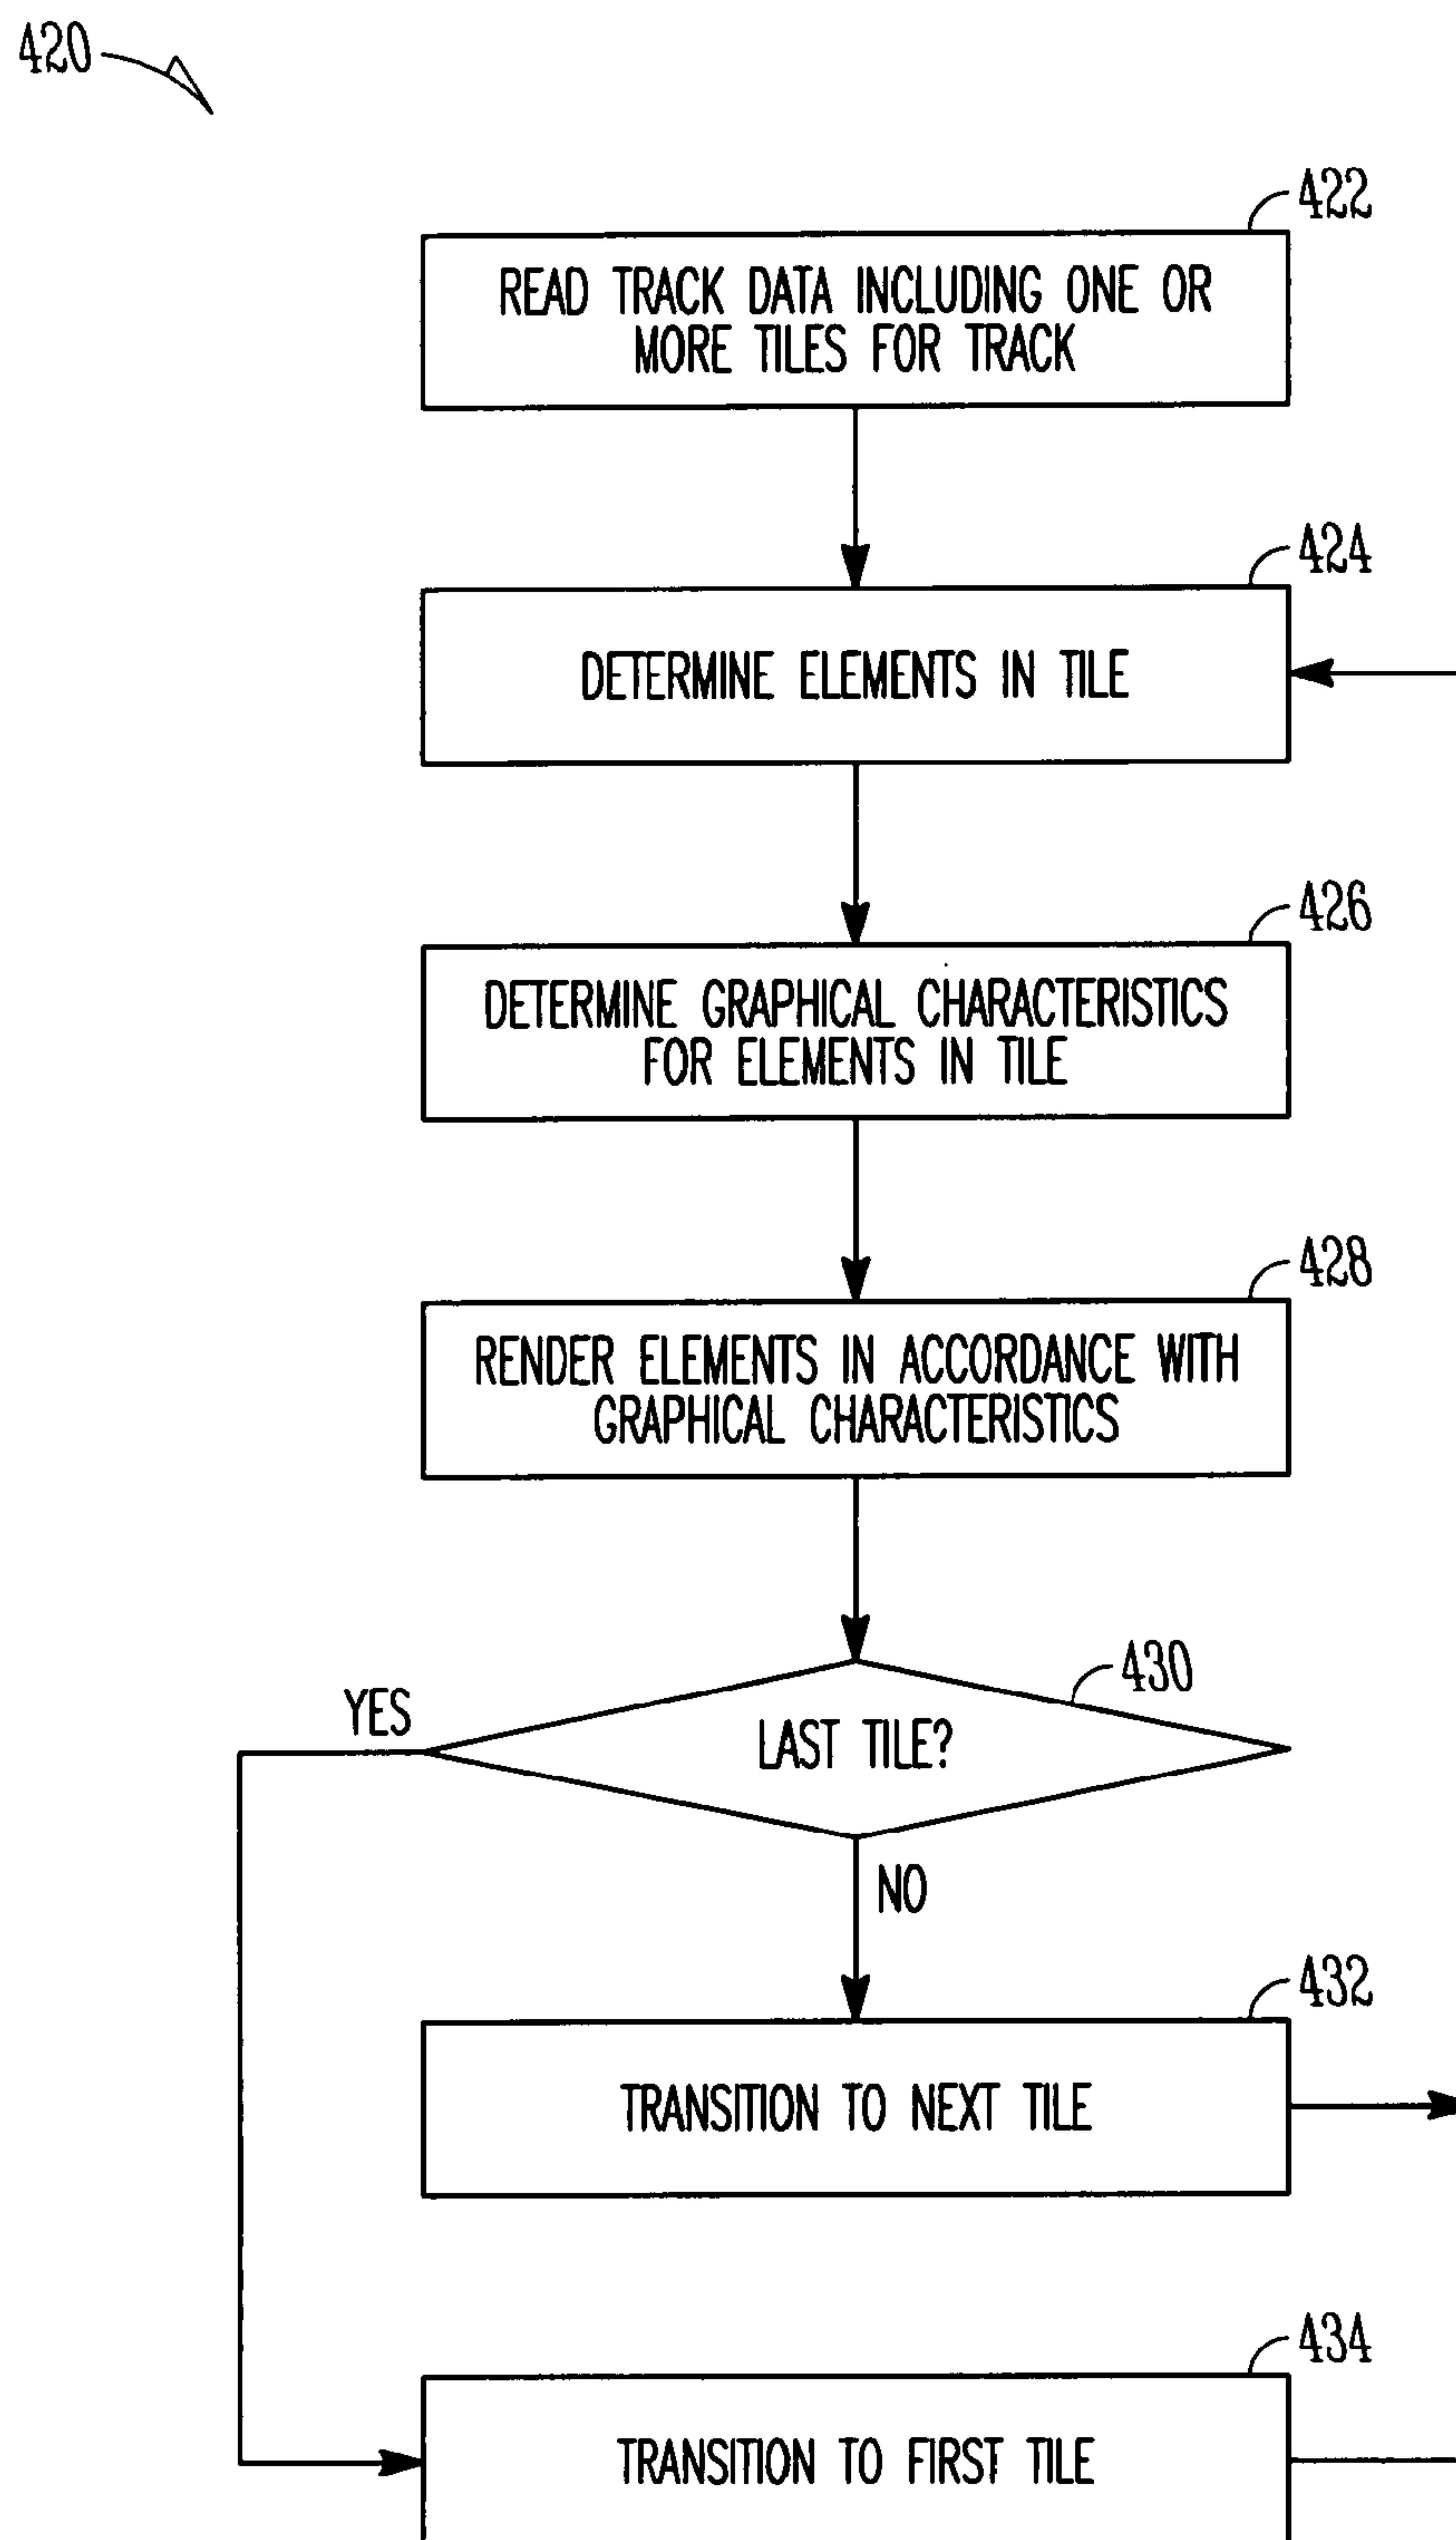 420
422
READ TRACK DATA INCLUDING ONE OR
MORE TILES FOR TRACK
424
DETERMINE ELEMENTS IN TILE
426
DETERMINE GRAPHICAL CHARACTERISTICS
FOR ELEMENTS IN TILE
428
RENDER ELEMENTS IN ACCORDANCE WITH
GRAPHICAL CHARACTERISTICS
430
YES
LAST TILE?
NO
432
TRANSITION TO NEXT TILE
434
TRANSITION TO FIRST TILE